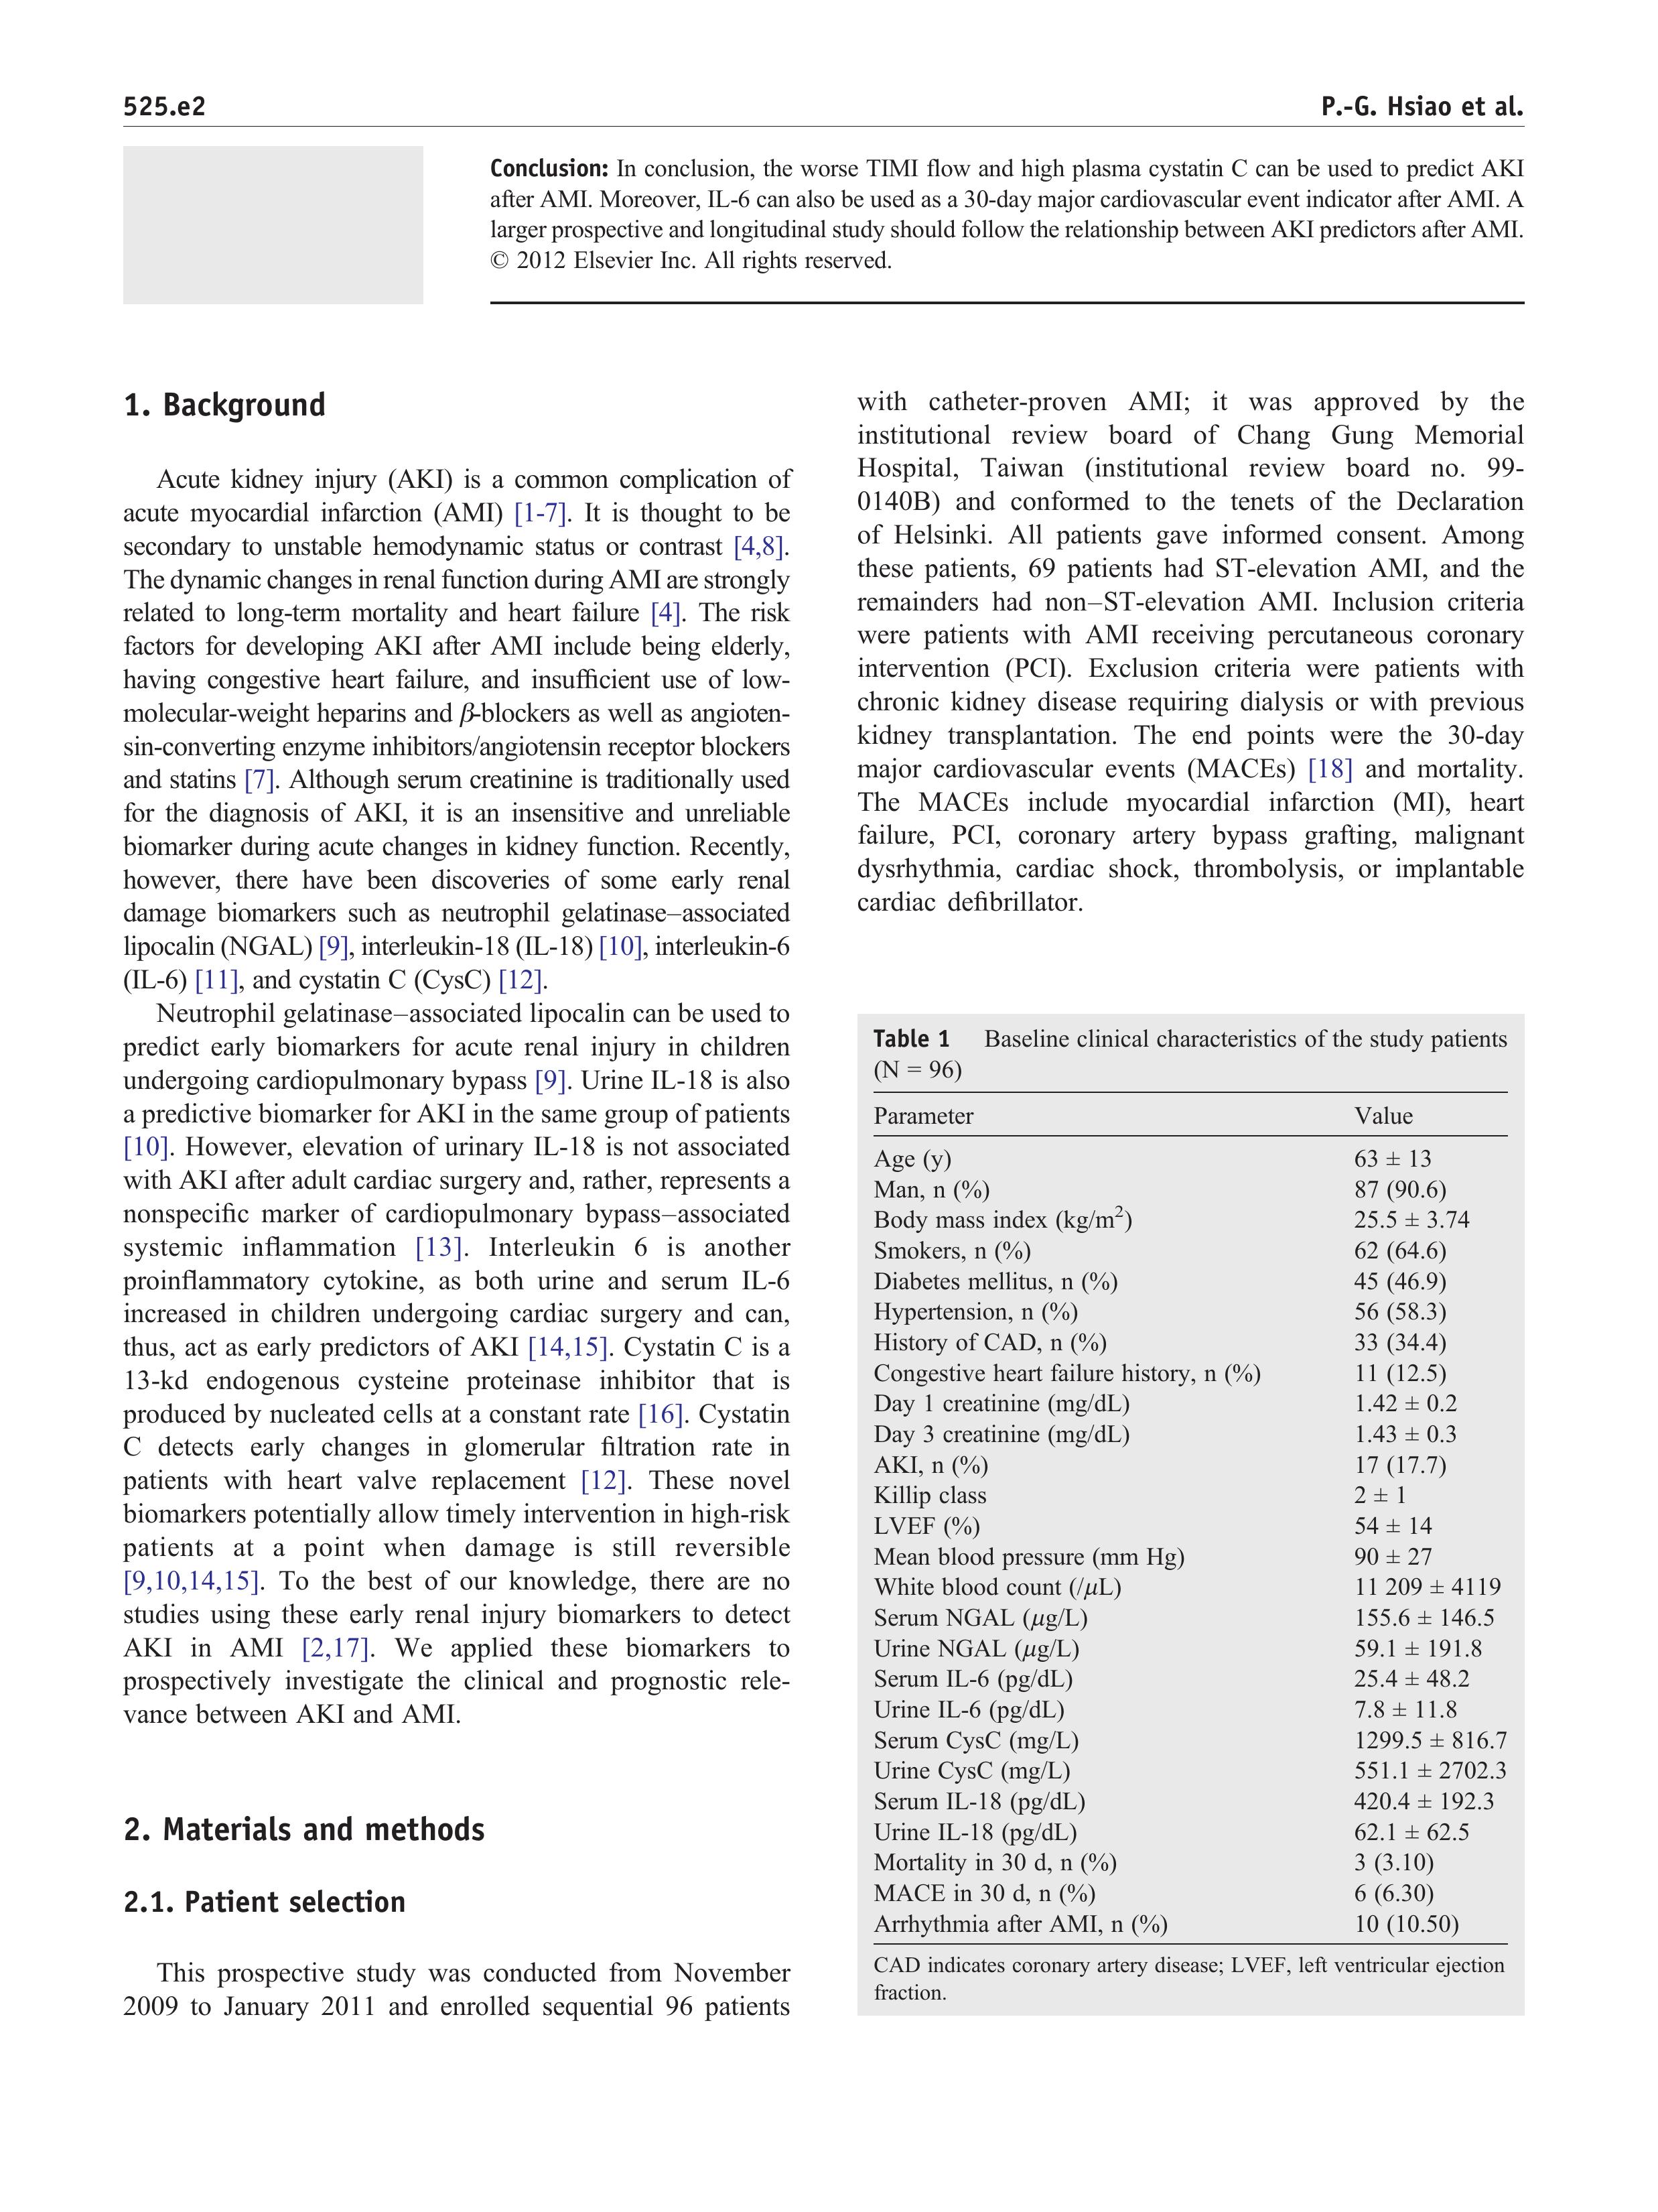 525.e2
P.-G. Hsiao et al.
Conclusion: In conclusion, the worse TIMI flow and high plasma cystatin C can be used to predict AKI
after AMI. Moreover, IL-6 can also be used as a 30-day major cardiovascular event indicator after AMI. A
larger prospective and longitudinal study should follow the relationship between AKI predictors after AMI.
© 2012 Elsevier Inc. All rights reserved.
1. Background
Acute kidney injury (AKI) is a common complication of
acute myocardial infarction (AMI) [1-7]. It is thought to be
secondary to unstable hemodynamic status or contrast [4,8].
The dynamic changes in renal function during AMI are strongly
related to long-term mortality and heart failure [4]. The risk
factors for developing AKI after AMI include being elderly,
having congestive heart failure, and insufficient use of low-
molecular-weight heparins and β-blockers as well as angioten-
sin-converting enzyme inhibitors/angiotensin receptor blockers
and statins [7]. Although serum creatinine is traditionally used
for the diagnosis of AKI, it is an insensitive and unreliable
biomarker during acute changes in kidney function. Recently,
however, there have been discoveries of some early renal
damage biomarkers such as neutrophil gelatinase–associated
lipocalin (NGAL) [9], interleukin-18 (IL-18) [10], interleukin-6
(IL-6) [11], and cystatin C (CysC) [12].
Neutrophil gelatinase–associated lipocalin can be used to
predict early biomarkers for acute renal injury in children
undergoing cardiopulmonary bypass [9]. Urine IL-18 is also
a predictive biomarker for AKI in the same group of patients
[10]. However, elevation of urinary IL-18 is not associated
with AKI after adult cardiac surgery and, rather, represents a
nonspecific marker of cardiopulmonary bypass–associated
systemic inflammation [13]. Interleukin 6 is another
proinflammatory cytokine, as both urine and serum IL-6
increased in children undergoing cardiac surgery and can,
thus, act as early predictors of AKI [14,15]. Cystatin C is a
13-kd endogenous cysteine proteinase inhibitor that is
produced by nucleated cells at a constant rate [16]. Cystatin
C detects early changes in glomerular filtration rate in
patients with heart valve replacement [12]. These novel
biomarkers potentially allow timely intervention in high-risk
patients at a point when damage is still reversible
[9,10,14,15]. To the best of our knowledge, there are no
studies using these early renal injury biomarkers to detect
AKI in AMI [2,17]. We applied these biomarkers to
prospectively investigate the clinical and prognostic rele-
vance between AKI and AMI.
2. Materials and methods
2.1. Patient selection
This prospective study was conducted from November
2009 to January 2011 and enrolled sequential 96 patients
with catheter-proven AMI; it was approved by the
institutional review board of Chang Gung Memorial
Hospital, Taiwan (institutional review board no. 99-
0140B) and conformed to the tenets of the Declaration
of Helsinki. All patients gave informed consent. Among
these patients, 69 patients had ST-elevation AMI, and the
remainders had non–ST-elevation AMI. Inclusion criteria
were patients with AMI receiving percutaneous coronary
intervention (PCI). Exclusion criteria were patients with
chronic kidney disease requiring dialysis or with previous
kidney transplantation. The end points were the 30-day
major cardiovascular events (MACEs) [18] and mortality.
The MACEs include myocardial infarction (MI), heart
failure, PCI, coronary artery bypass grafting, malignant
dysrhythmia, cardiac shock, thrombolysis, or implantable
cardiac defibrillator.
Table 1 Baseline clinical characteristics of the study patients
(N = 96)
Parameter Value
Age (y) 63 ± 13
Man, n (%) 87 (90.6)
Body mass index (kg/m²) 25.5 ± 3.74
Smokers, n (%) 62 (64.6)
Diabetes mellitus, n (%) 45 (46.9)
Hypertension, n (%) 56 (58.3)
History of CAD, n (%) 33 (34.4)
Congestive heart failure history, n (%) 11 (12.5)
Day 1 creatinine (mg/dL) 1.42 ± 0.2
Day 3 creatinine (mg/dL) 1.43 ± 0.3
AKI, n (%) 17 (17.7)
Killip class 2 ± 1
LVEF (%) 54 ± 14
Mean blood pressure (mm Hg) 90 ± 27
White blood count (/μL) 11 209 ± 4119
Serum NGAL (μg/L) 155.6 ± 146.5
Urine NGAL (μg/L) 59.1 ± 191.8
Serum IL-6 (pg/dL) 25.4 ± 48.2
Urine IL-6 (pg/dL) 7.8 ± 11.8
Serum CysC (mg/L) 1299.5 ± 816.7
Urine CysC (mg/L) 551.1 ± 2702.3
Serum IL-18 (pg/dL) 420.4 ± 192.3
Urine IL-18 (pg/dL) 62.1 ± 62.5
Mortality in 30 d, n (%) 3 (3.10)
MACE in 30 d, n (%) 6 (6.30)
Arrhythmia after AMI, n (%) 10 (10.50)
CAD indicates coronary artery disease; LVEF, left ventricular ejection
fraction.